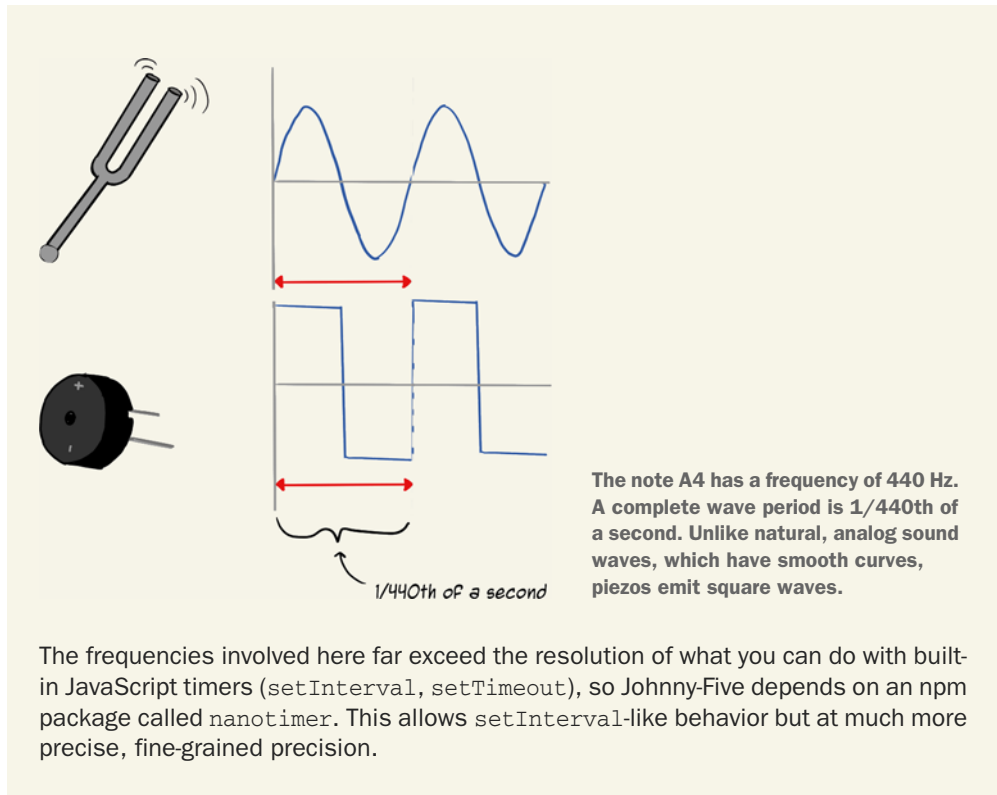 +
-
1/440th of a second
The note A4 has a frequency of 440 Hz.
A complete wave period is 1/440th of
a second. Unlike natural, analog sound
waves, which have smooth curves,
piezos emit square waves.
The frequencies involved here far exceed the resolution of what you can do with built-
in JavaScript timers (setInterval, setTimeout), so Johnny-Five depends on an npm
package called nanotimer. This allows setInterval-like behavior but at much more
precise, fine-grained precision.